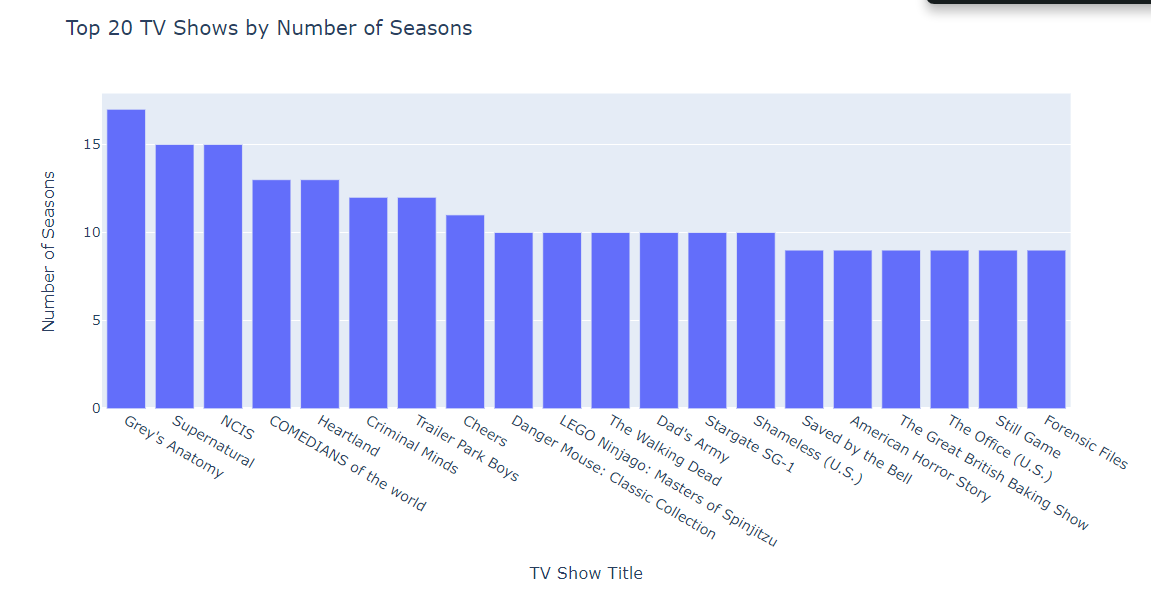 Top 20 TV Shows by Number of Seasons
Number of Seasons
15
10
5
0
Grey's Anatomy
Supernatural
NCIS
COMEDIANS of the world
Heartland
Criminal Minds
Trailer Park Boys
Cheers
Danger Mouse: Classic Collection
LEGO Ninjago: Masters of Spinjitzu
The Walking Dead
Dad's Army
Stargate SG-1
Shameless (U.S.)
Saved by the Bell
American Horror Story
The Great British Baking Show
The Office (U.S.)
Still Game
Forensic Files
TV Show Title